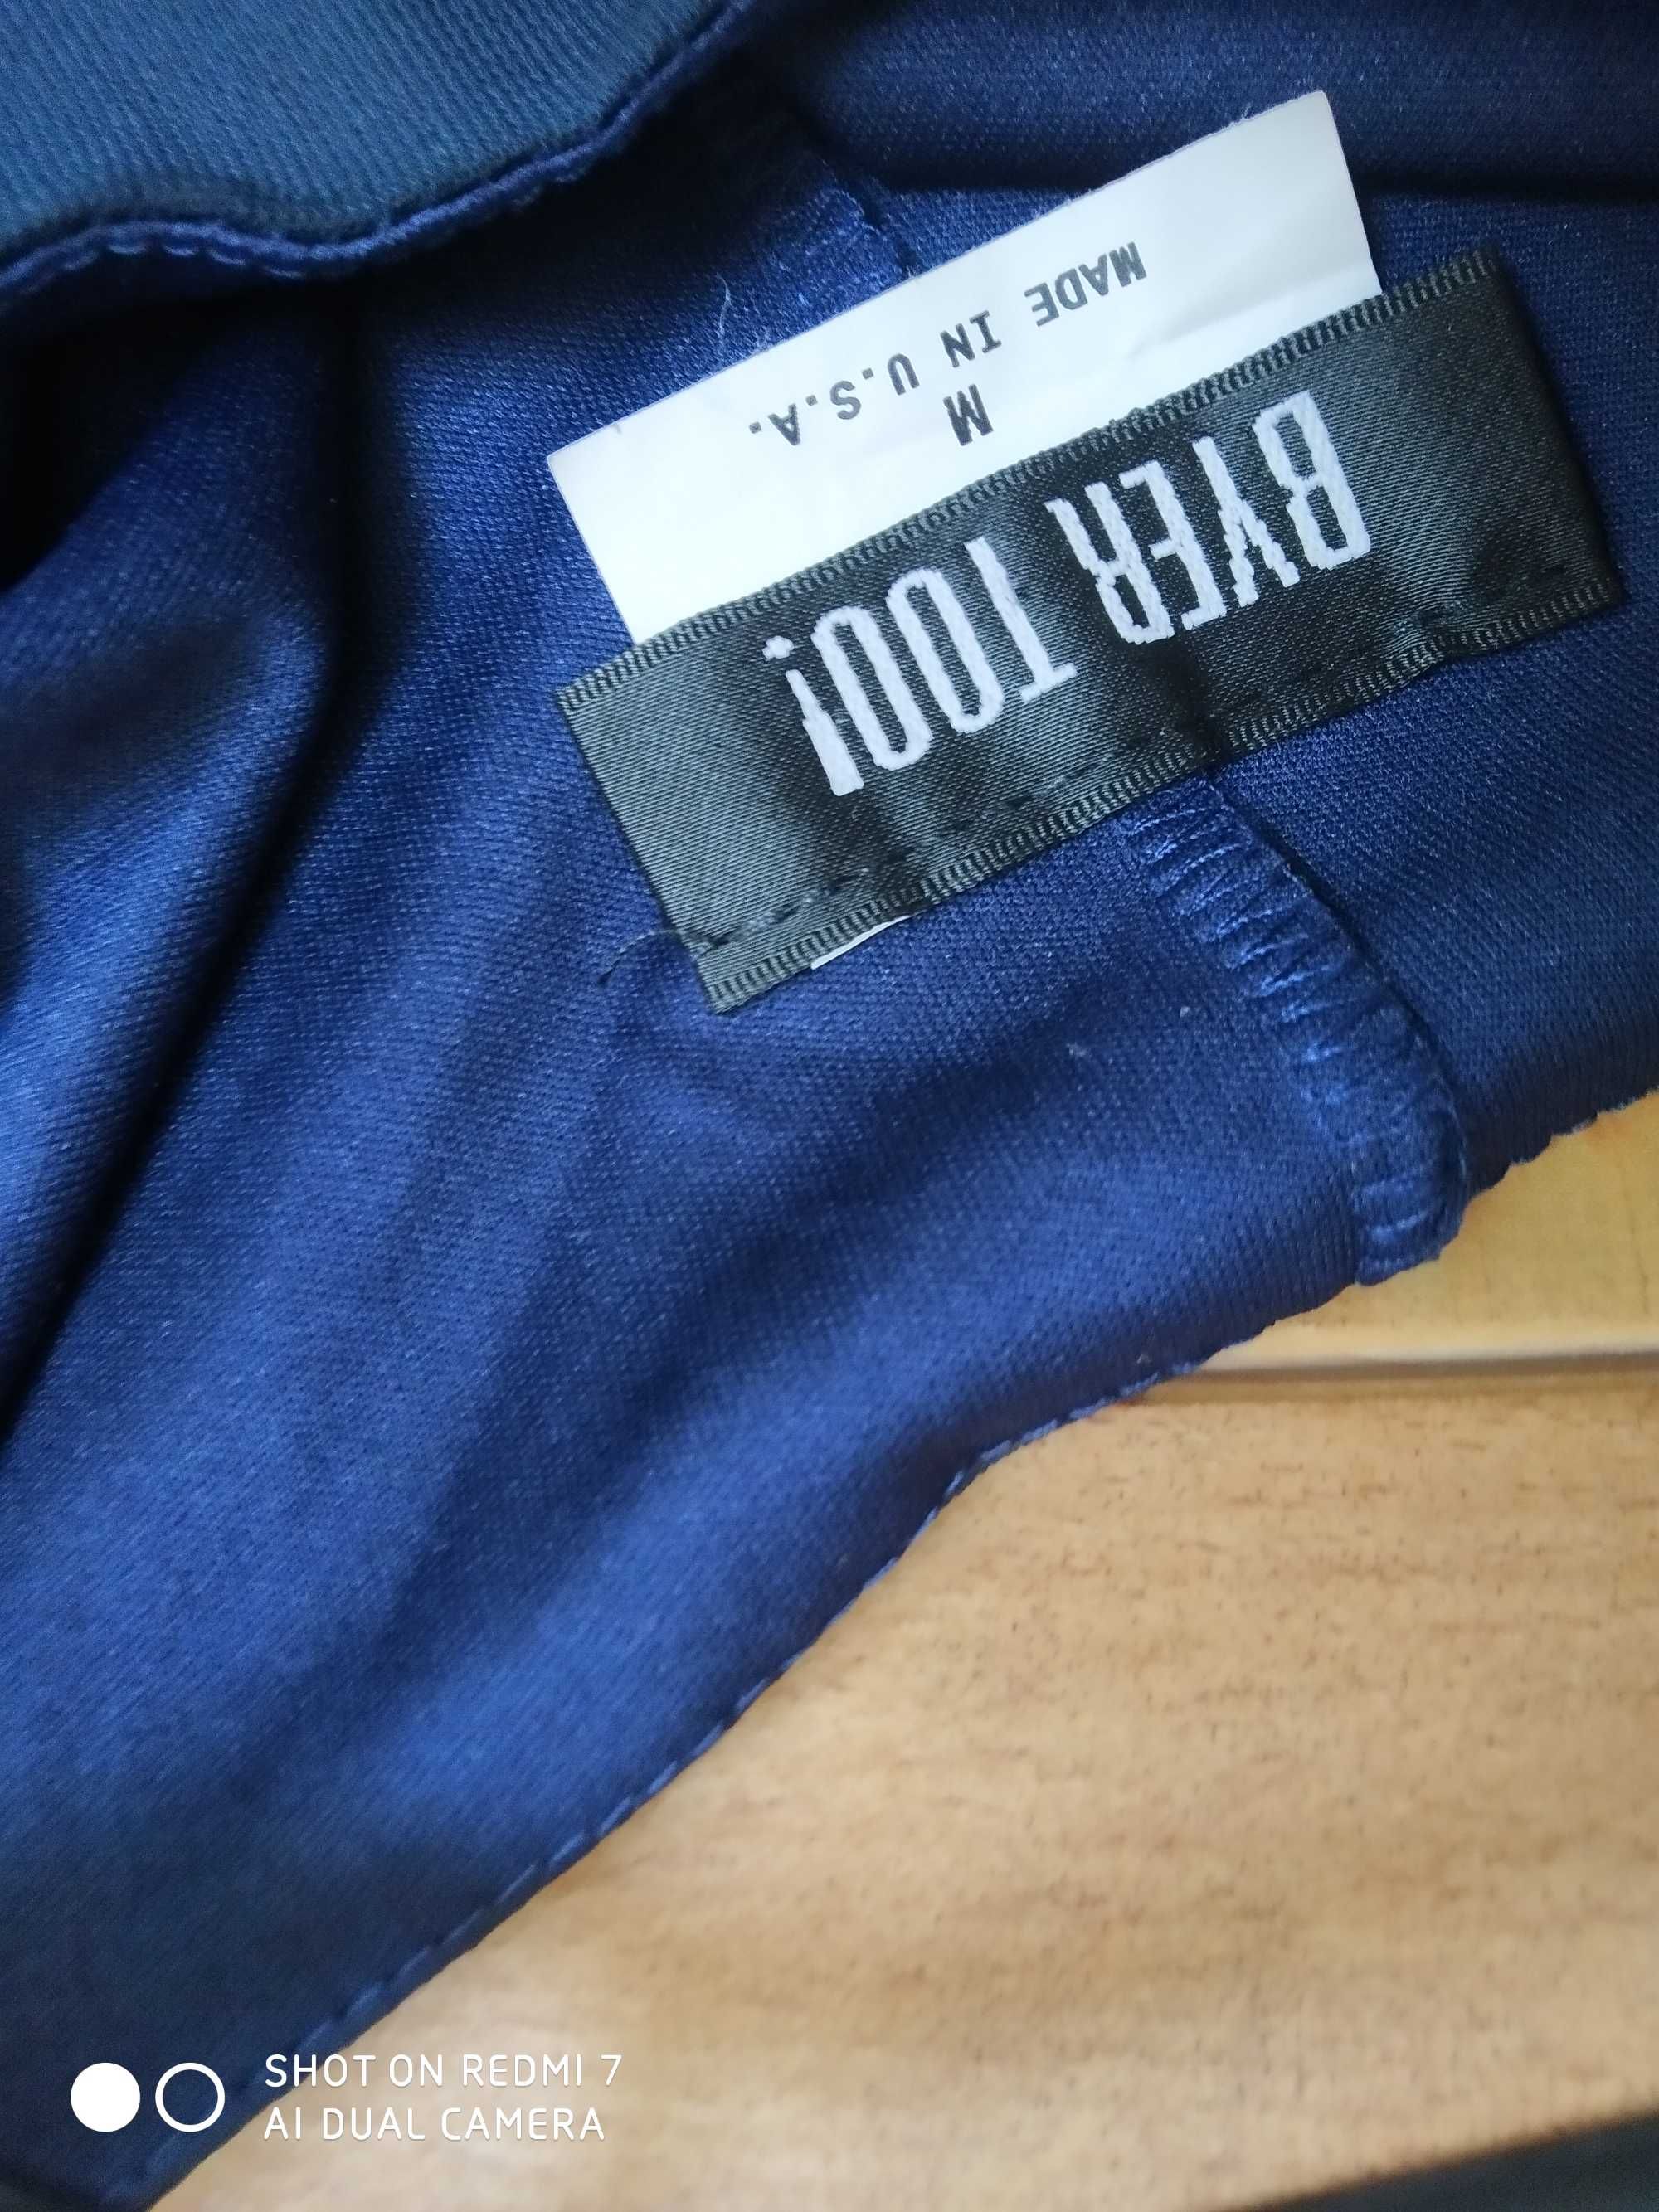 BYER TOO!
M
MADE IN U.S.A.
SHOT ON REDMI 7
AI DUAL CAMERA